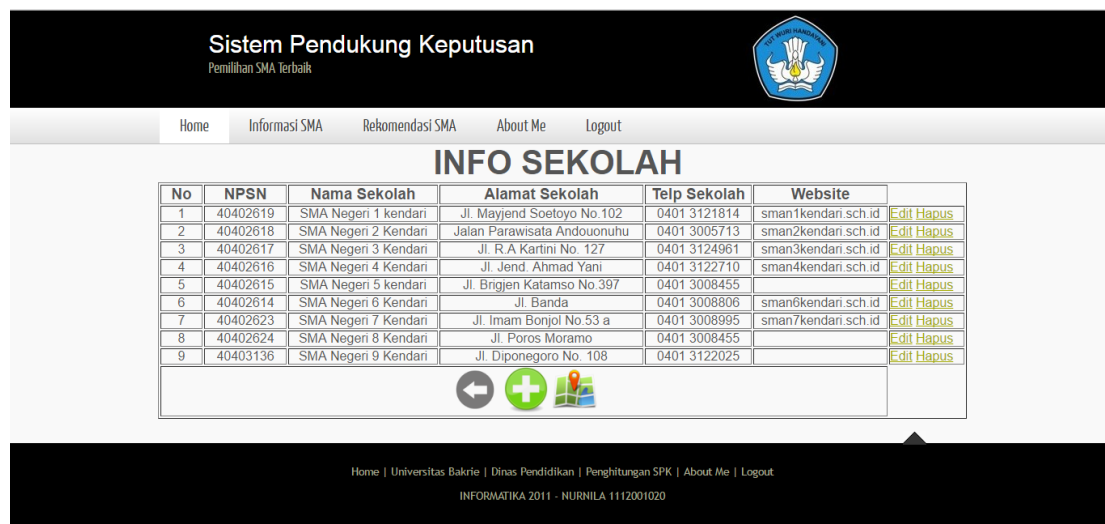 Sistem Pendukung Keputusan
Pemilihan SMA Terbaik
TUT WURI HANDAYANI
Home Informasi SMA Rekomendasi SMA About Me Logout
INFO SEKOLAH
No NPSN Nama Sekolah Alamat Sekolah Telp Sekolah Website
1 40402619 SMA Negeri 1 kendari Jl. Mayjend Soetoyo No.102 0401 3121814 sman1kendari.sch.id Edit Hapus
2 40402618 SMA Negeri 2 Kendari Jalan Parawisata Andouonuhu 0401 3005713 sman2kendari.sch.id Edit Hapus
3 40402617 SMA Negeri 3 Kendari Jl. R.A Kartini No. 127 0401 3124961 sman3kendari.sch.id Edit Hapus
4 40402616 SMA Negeri 4 Kendari Jl. Jend. Ahmad Yani 0401 3122710 sman4kendari.sch.id Edit Hapus
5 40402615 SMA Negeri 5 kendari Jl. Brigjen Katamso No.397 0401 3008455 Edit Hapus
6 40402614 SMA Negeri 6 Kendari Jl. Banda 0401 3008806 sman6kendari.sch.id Edit Hapus
7 40402623 SMA Negeri 7 Kendari Jl. Imam Bonjol No.53 a 0401 3008995 sman7kendari.sch.id Edit Hapus
8 40402624 SMA Negeri 8 Kendari Jl. Poros Moramo 0401 3008455 Edit Hapus
9 40403136 SMA Negeri 9 Kendari Jl. Diponegoro No. 108 0401 3122025 Edit Hapus
Home | Universitas Bakrie | Dinas Pendidikan | Penghitungan SPK | About Me | Logout
INFORMATIKA 2011 - NURNILA 1112001020